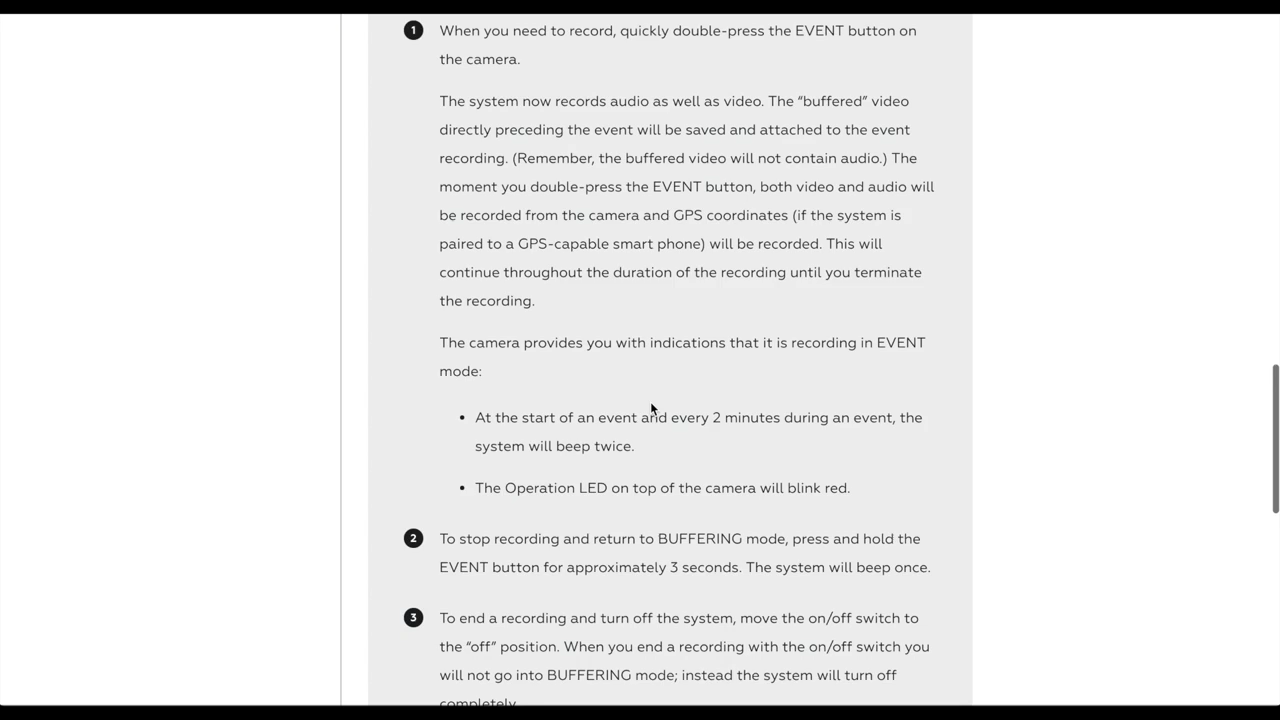 1 When you need to record, quickly double-press the EVENT button on
the camera.
The system now records audio as well as video. The “buffered” video
directly preceding the event will be saved and attached to the event
recording. (Remember, the buffered video will not contain audio.) The
moment you double-press the EVENT button, both video and audio will
be recorded from the camera and GPS coordinates (if the system is
paired to a GPS-capable smart phone) will be recorded. This will
continue throughout the duration of the recording until you terminate
the recording.
The camera provides you with indications that it is recording in EVENT
mode:
• At the start of an event and every 2 minutes during an event, the
system will beep twice.
• The Operation LED on top of the camera will blink red.
2 To stop recording and return to BUFFERING mode, press and hold the
EVENT button for approximately 3 seconds. The system will beep once.
3 To end a recording and turn off the system, move the on/off switch to
the “off” position. When you end a recording with the on/off switch you
will not go into BUFFERING mode; instead the system will turn off
completely.